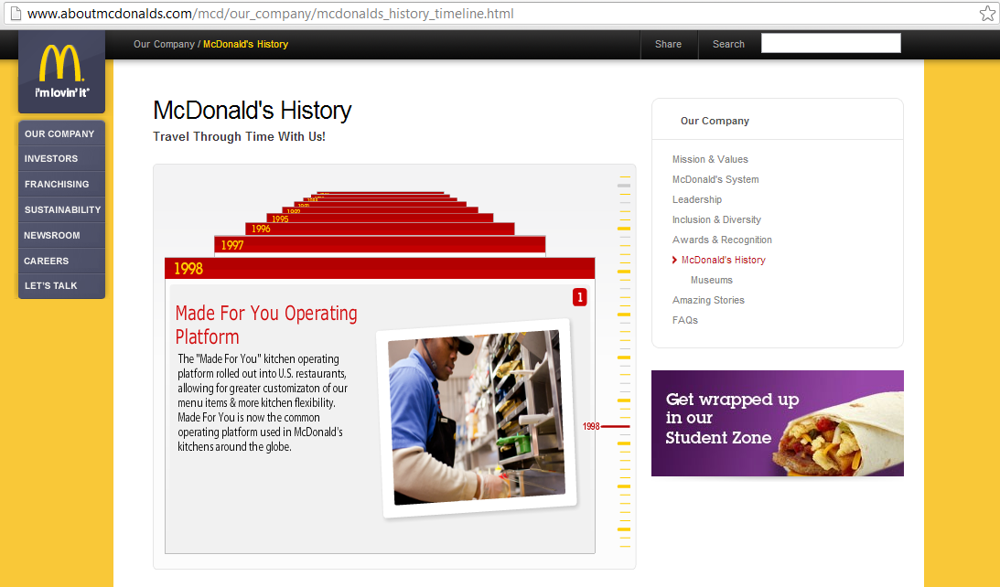 www.aboutmcdonalds.com/mcd/our_company/mcdonalds_history_timeline.html
Our Company / McDonald's History
Share
Search
i'm lovin' it®
OUR COMPANY
INVESTORS
FRANCHISING
SUSTAINABILITY
NEWSROOM
CAREERS
LET'S TALK
McDonald's History
Travel Through Time With Us!
1995
1996
1997
1998
1
Made For You Operating
Platform
The "Made For You" kitchen operating
platform rolled out into U.S. restaurants,
allowing for greater customizaton of our
menu items & more kitchen flexibility.
Made For You is now the common
operating platform used in McDonald's
kitchens around the globe.
1998
Our Company
Mission & Values
McDonald's System
Leadership
Inclusion & Diversity
Awards & Recognition
McDonald's History
Museums
Amazing Stories
FAQs
Get wrapped up
in our
Student Zone